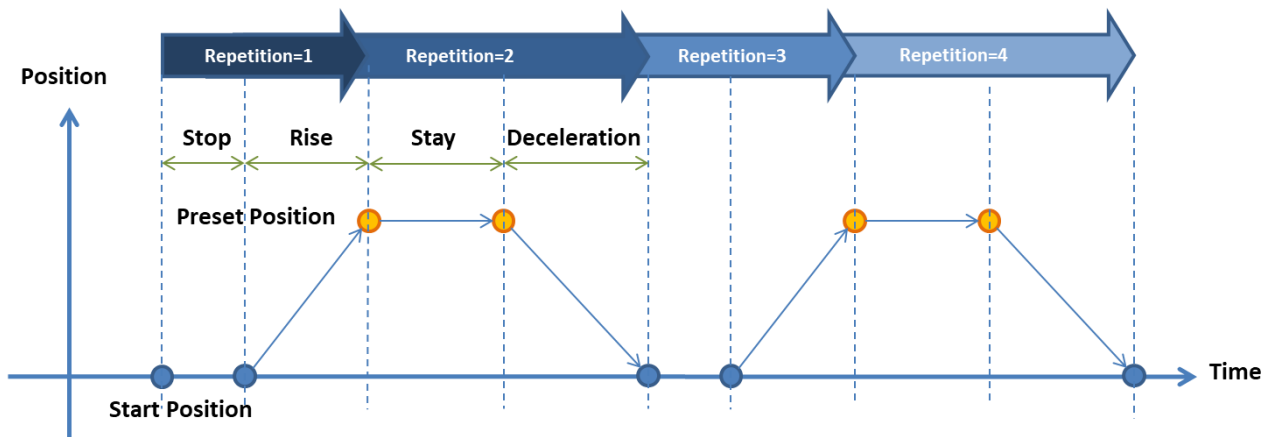 Repetition=1
Repetition=2
Repetition=3
Repetition=4
Position
Stop
Rise
Stay
Deceleration
Preset Position
Time
Start Position